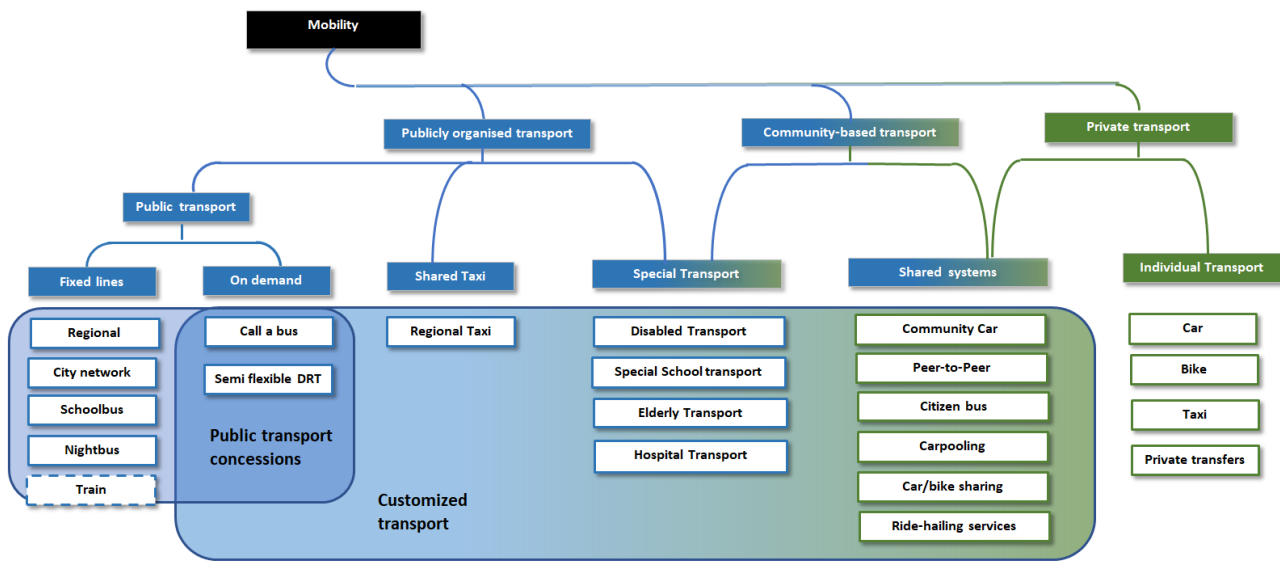 Mobility
Publicly organised transport
Community-based transport
Private transport
Public transport
Fixed lines
On demand
Shared Taxi
Special Transport
Shared systems
Individual Transport
Regional
City network
Schoolbus
Nightbus
Train
Call a bus
Semi flexible DRT
Public transport
concessions
Regional Taxi
Customized
transport
Disabled Transport
Special School transport
Elderly Transport
Hospital Transport
Community Car
Peer-to-Peer
Citizen bus
Carpooling
Car/bike sharing
Ride-hailing services
Car
Bike
Taxi
Private transfers